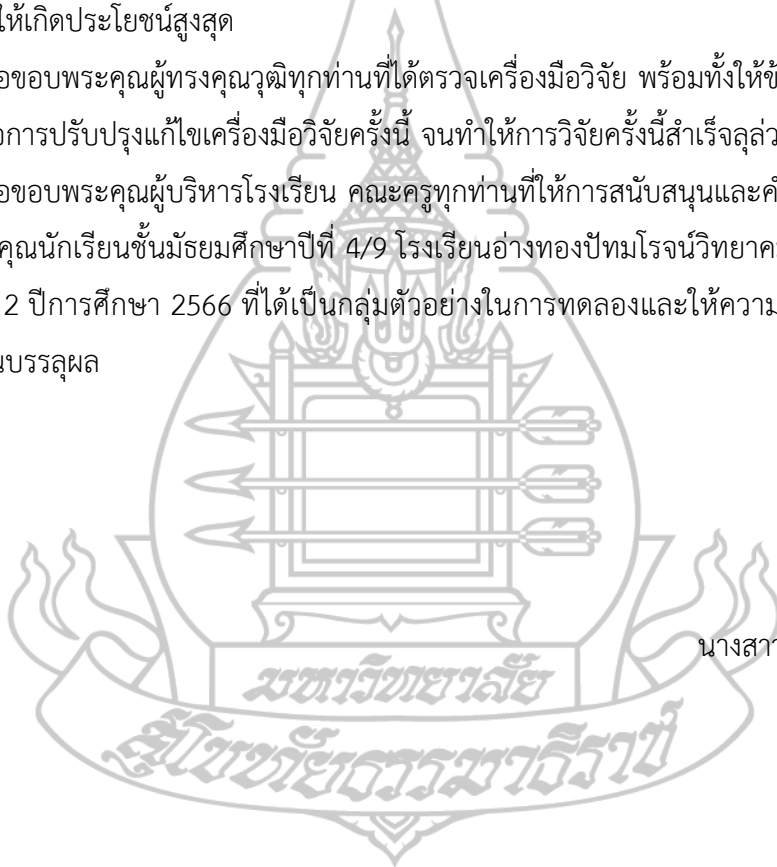 ให้เกิดประโยชน์สูงสุด
อขอบพระคุณผู้ทรงคุณวุฒิทุกท่านที่ได้ตรวจเครื่องมือวิจัย พร้อมทั้งให้ข้
อการปรับปรุงแก้ไขเครื่องมือวิจัยครั้งนี้ จนทำให้การวิจัยครั้งนี้สำเร็จลุล่ว
อขอบพระคุณผู้บริหารโรงเรียน คณะครูทุกท่านที่ให้การสนับสนุนและคำ
คุณนักเรียนชั้นมัธยมศึกษาปีที่ 4/9 โรงเรียนอ่างทองปัทมโรจน์วิทยาค
2 ปีการศึกษา 2566 ที่ได้เป็นกลุ่มตัวอย่างในการทดลองและให้ความ
นบรรลุผล
นางสาว
มหาวิทยาลัย
สุโขทัยธรรมาธิราช